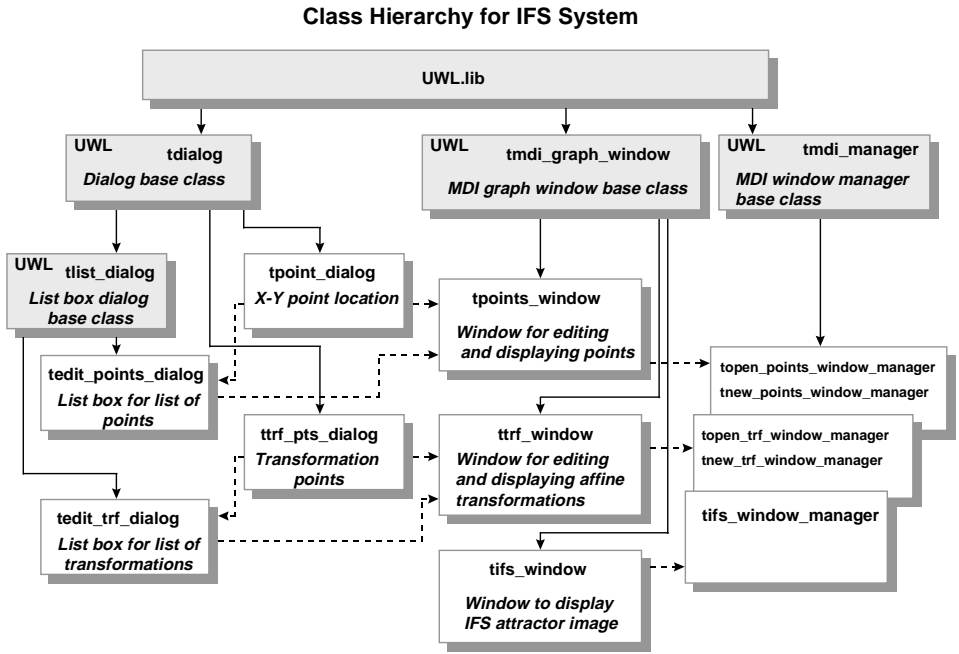 Class Hierarchy for IFS System
UWL.lib
UWL
tdialog
Dialog base class
UWL
tmdi_graph_window
MDI graph window base class
UWL
tmdi_manager
MDI window manager
base class
UWL
tlist_dialog
List box dialog
base class
tpoint_dialog
X-Y point location
tpoints_window
Window for editing
and displaying points
tedit_points_dialog
List box for list of
points
topen_points_window_manager
tnew_points_window_manager
ttrf_pts_dialog
Transformation
points
ttrf_window
Window for editing
and displaying affine
transformations
topen_trf_window_manager
tnew_trf_window_manager
tedit_trf_dialog
List box for list of
transformations
tifs_window_manager
tifs_window
Window to display
IFS attractor image